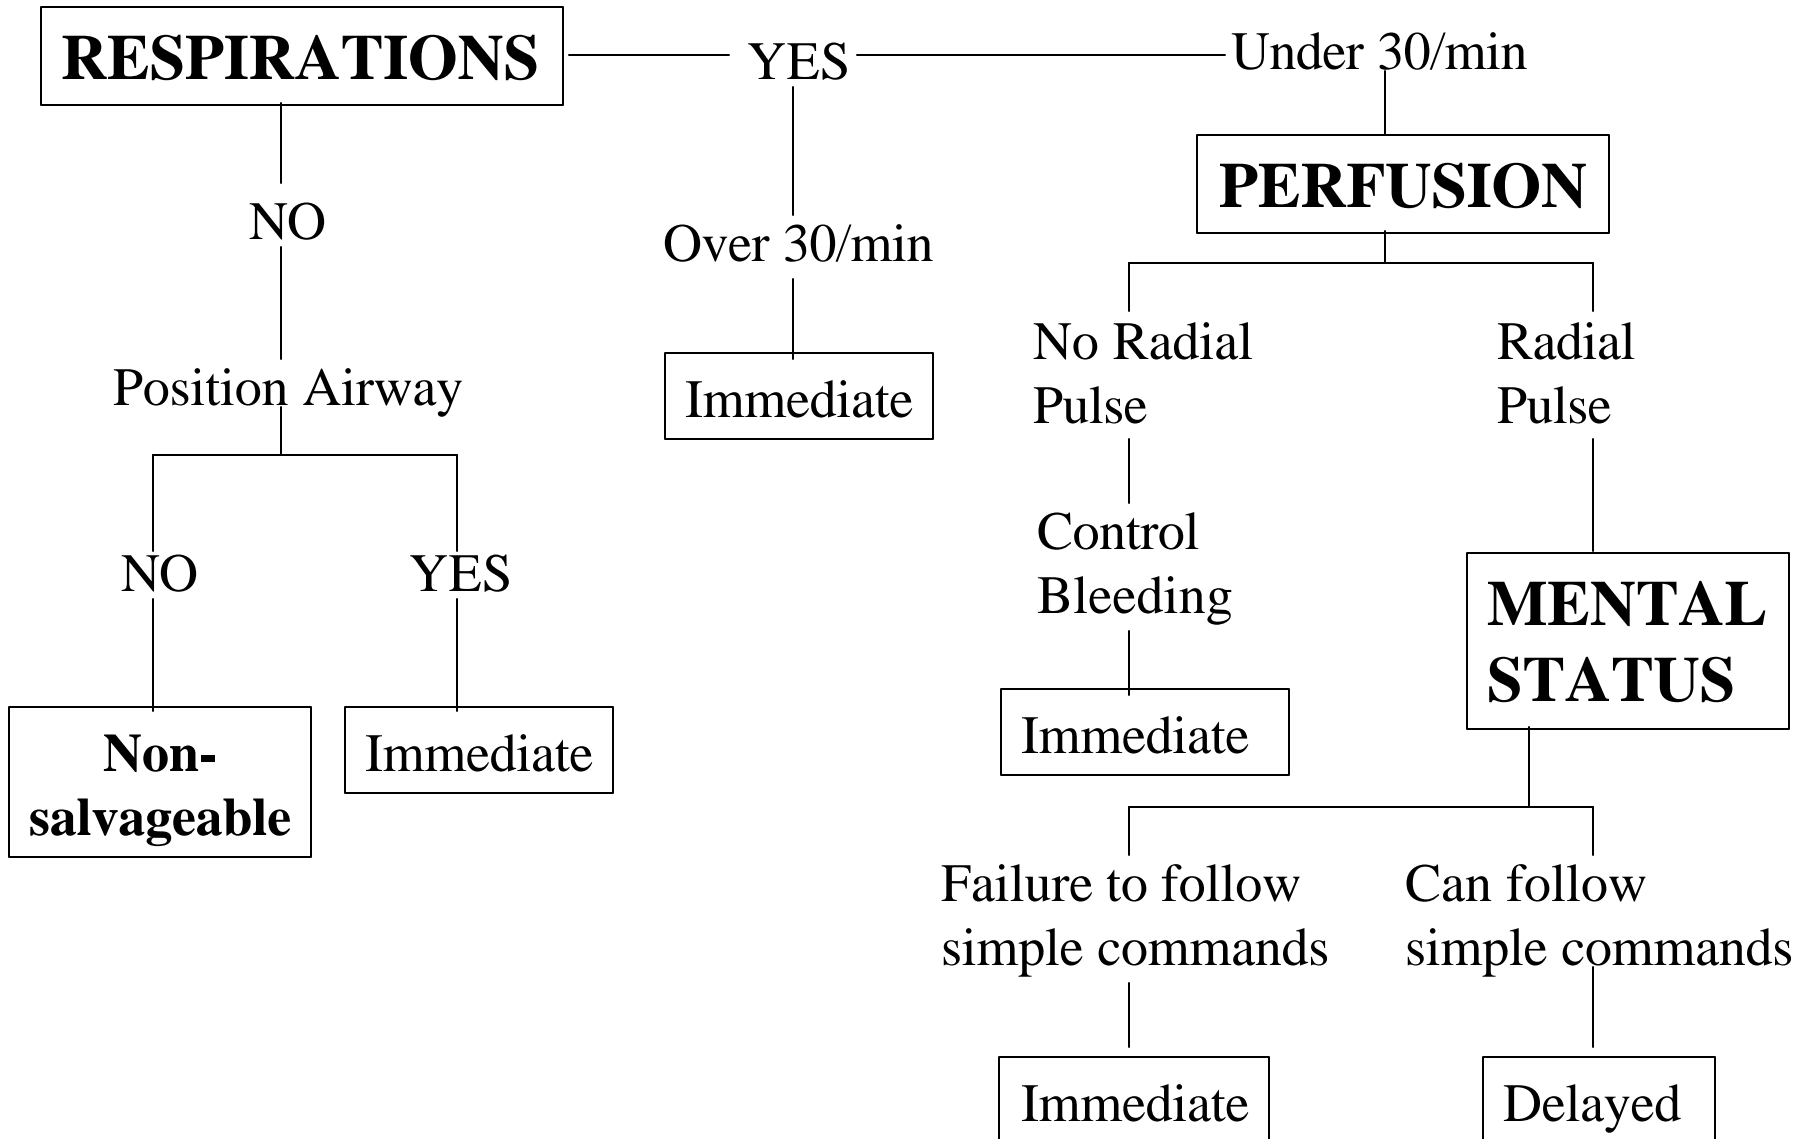 RESPIRATIONS
YES
Under 30/min
PERFUSION
NO
Over 30/min
No Radial
Pulse
Radial
Pulse
Position Airway
Immediate
Control
Bleeding
NO
YES
MENTAL
STATUS
Non-
salvageable
Immediate
Immediate
Failure to follow
simple commands
Can follow
simple commands
Immediate
Delayed